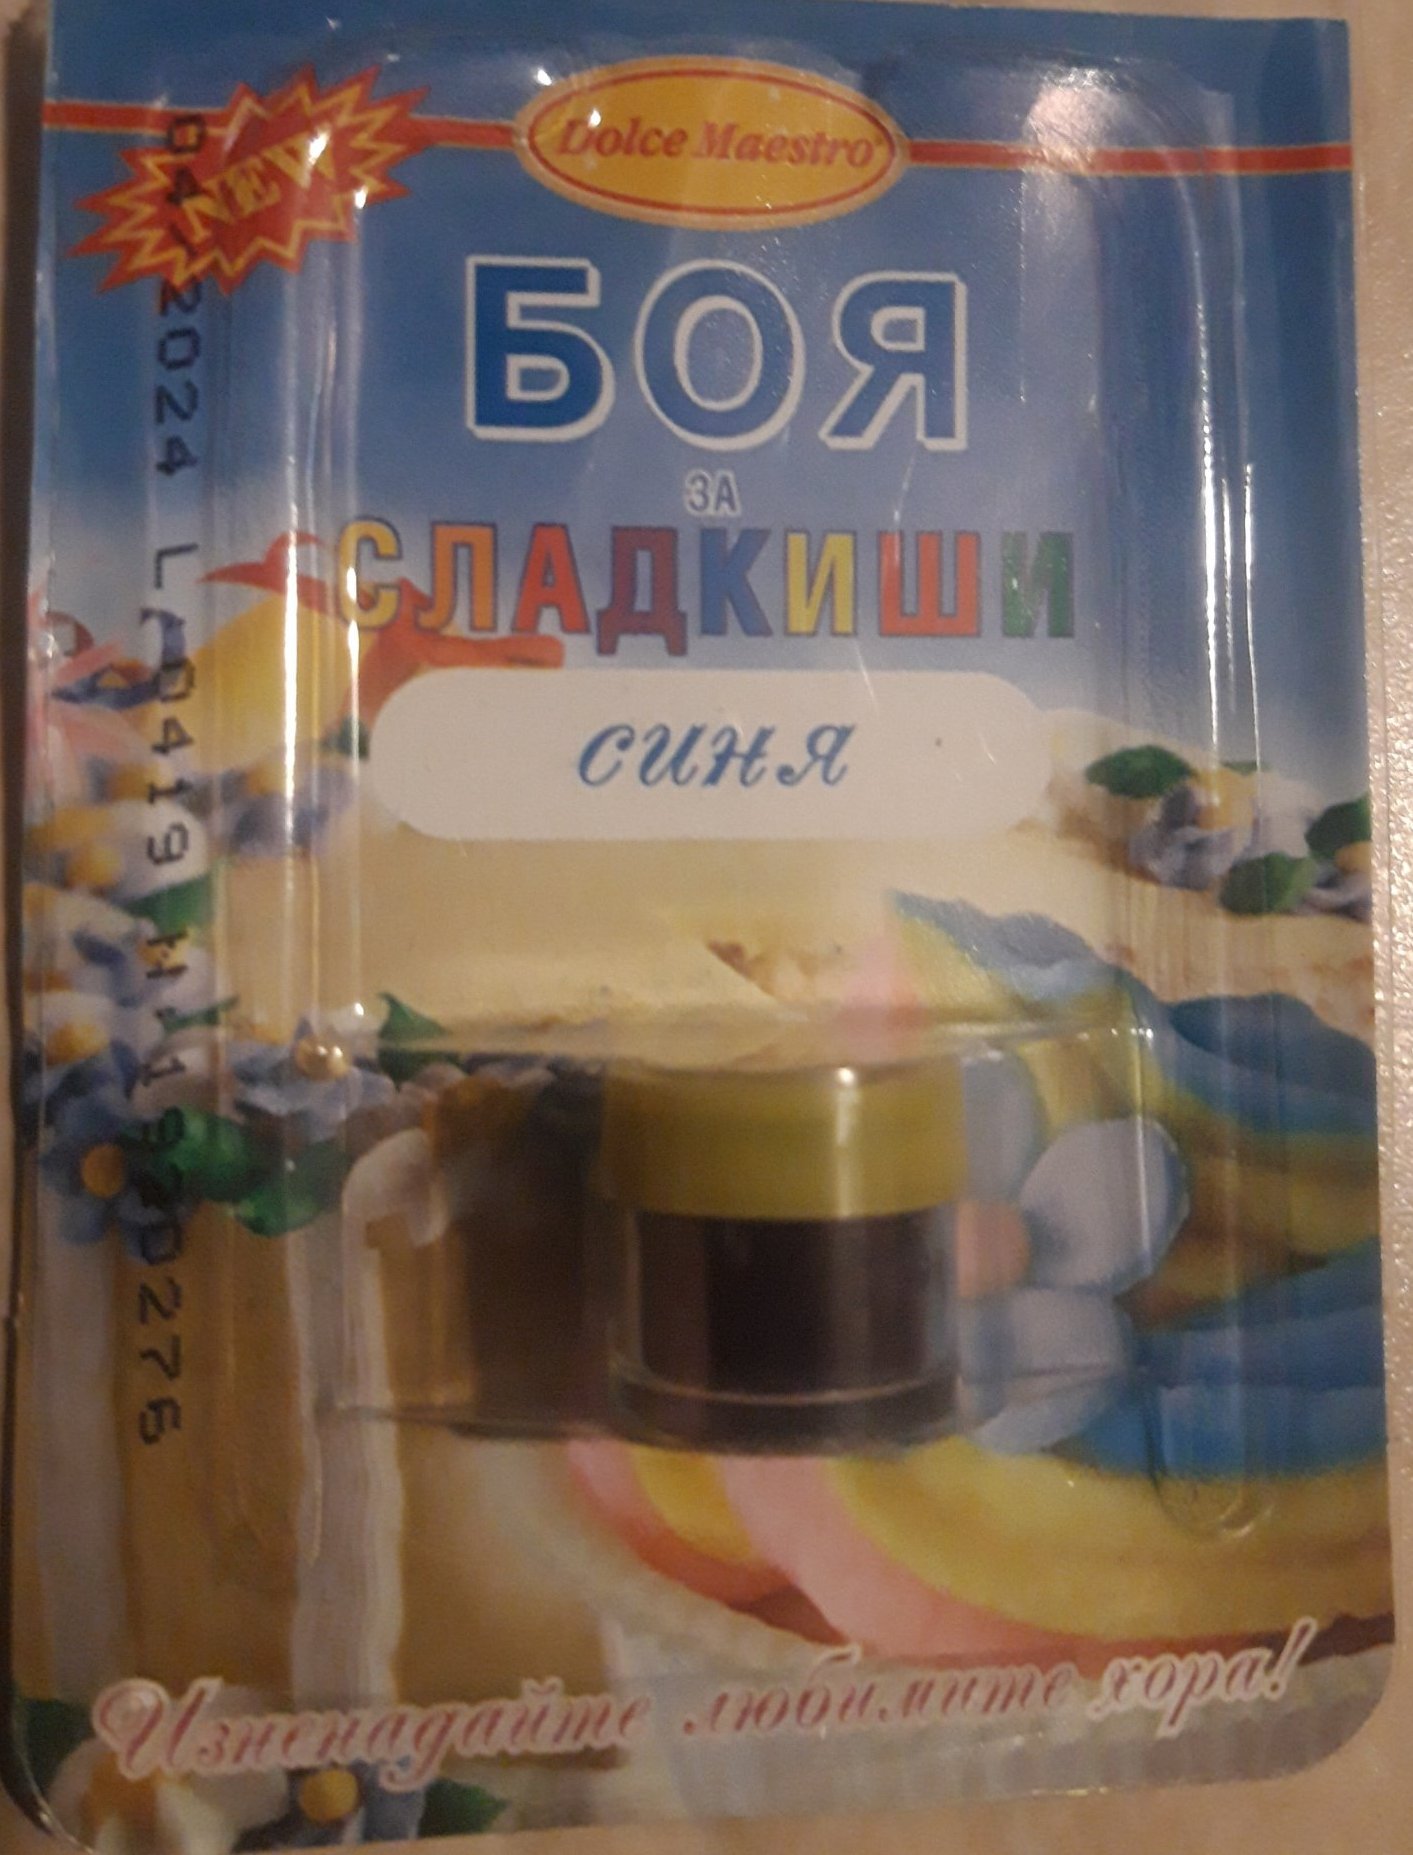 Dolce Maestro
NEW
БОЯ
ЗА
СЛАДКИШИ
синя
Изненадайте любимите хора!